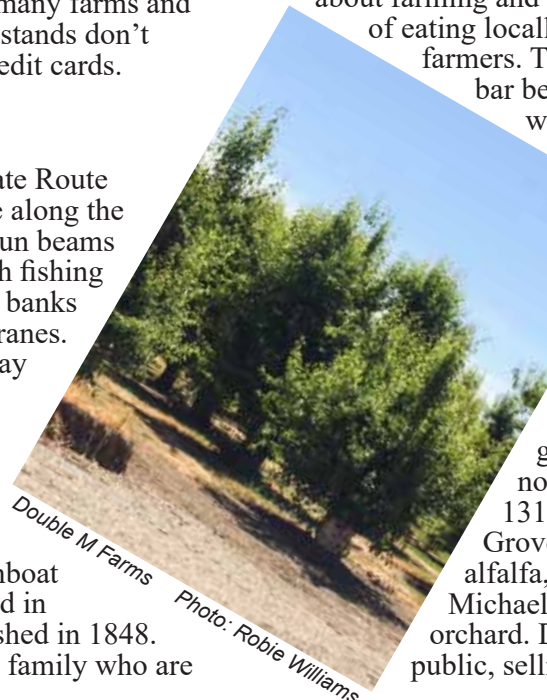 many farms and
stands don’t
edit cards.
ate Route
e along the
un beams
h fishing
banks
ranes.
ay
Double M Farms Photo: Robie Williams
mboat
d in
shed in 1848.
family who are
about farming and
of eating locall
farmers. T
bar be
w
g
no
131
Grov
alfalfa,
Michael
orchard.
public, sell